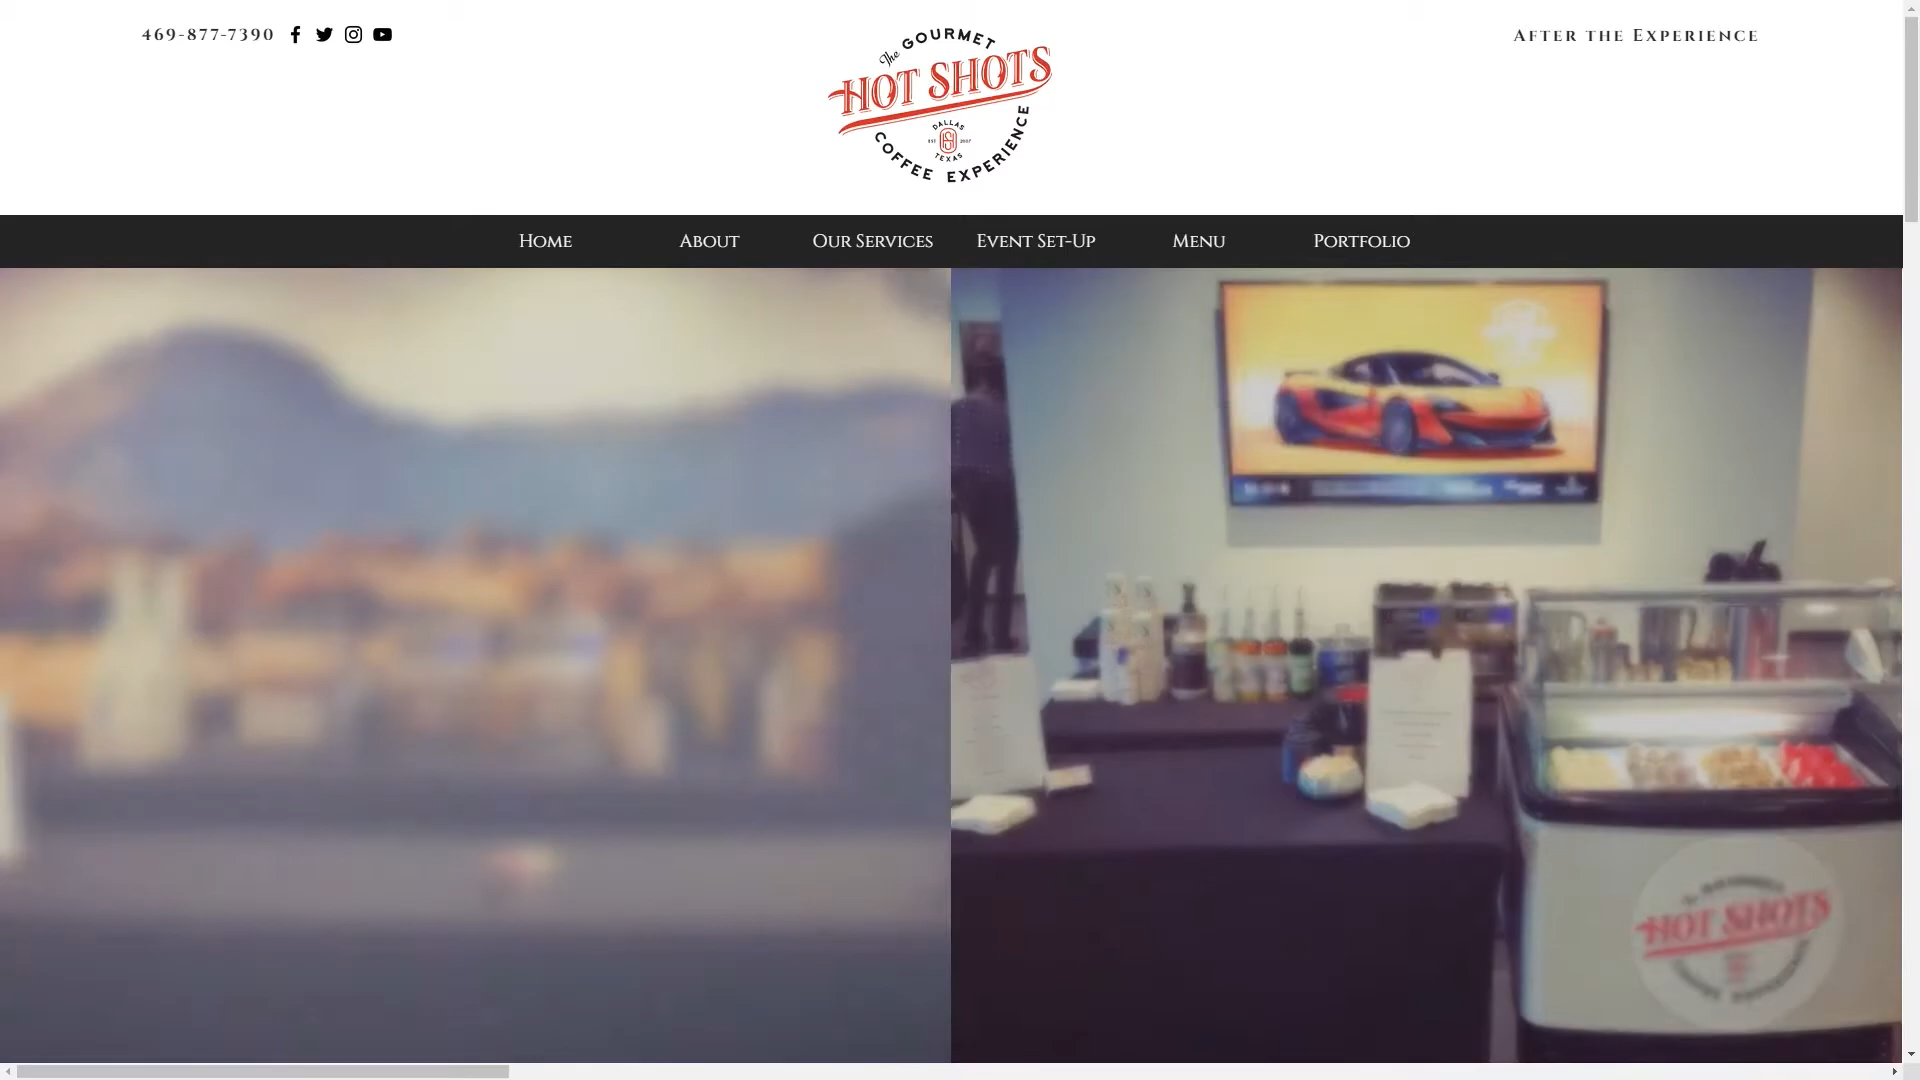 469-877-7390
The
GOURMET
HOT SHOTS
DALLAS
EST 2007
TEXAS
COFFEE EXPERIENCE
AFTER THE EXPERIENCE
HOME ABOUT OUR SERVICES EVENT SET-UP MENU PORTFOLIO
HOT SHOTS